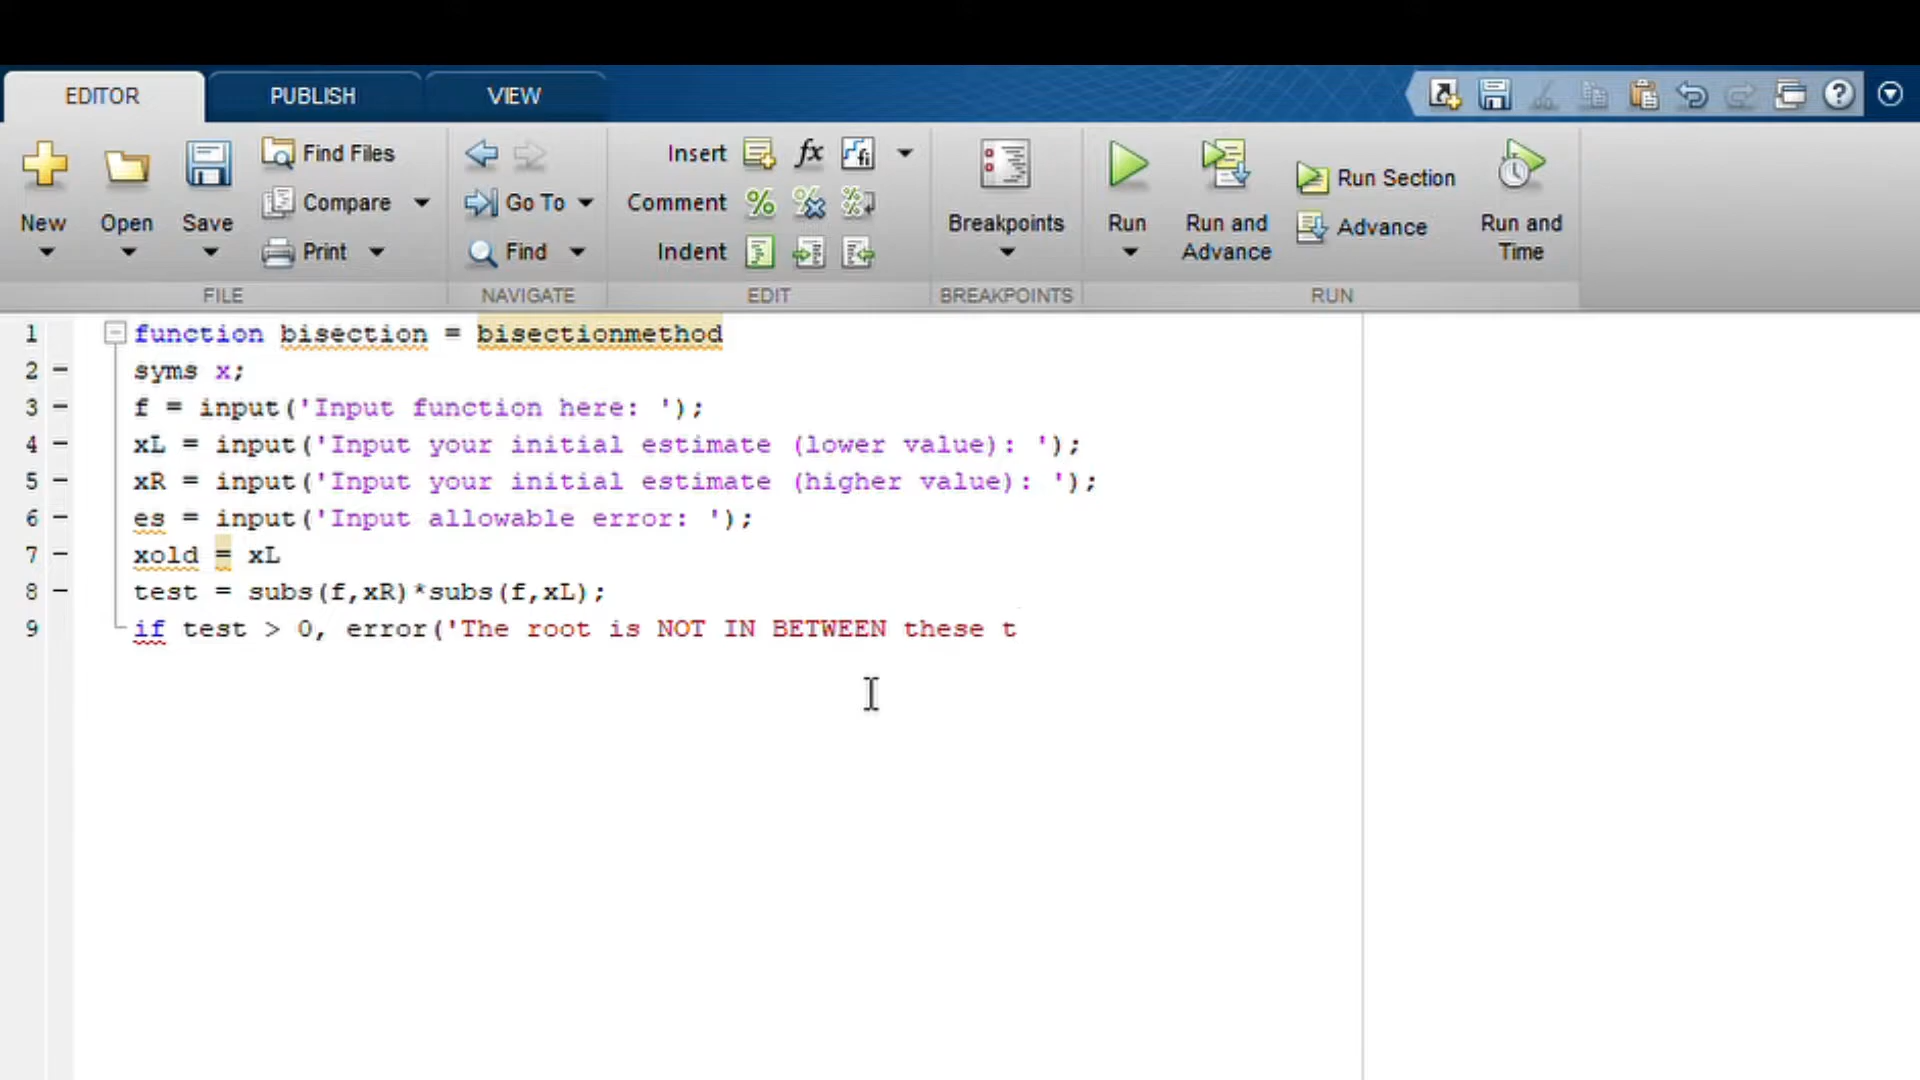 EDITOR PUBLISH VIEW
New Open Save Find Files Compare Print
Go To Find
Insert Comment Indent
Breakpoints
Run Run and Advance Run Section Advance Run and Time
FILE NAVIGATE EDIT BREAKPOINTS RUN
1 function bisection = bisectionmethod
2 syms x;
3 f = input('Input function here: ');
4 xL = input('Input your initial estimate (lower value): ');
5 xR = input('Input your initial estimate (higher value): ');
6 es = input('Input allowable error: ');
7 xold = xL
8 test = subs(f,xR)*subs(f,xL);
9 if test > 0, error('The root is NOT IN BETWEEN these t